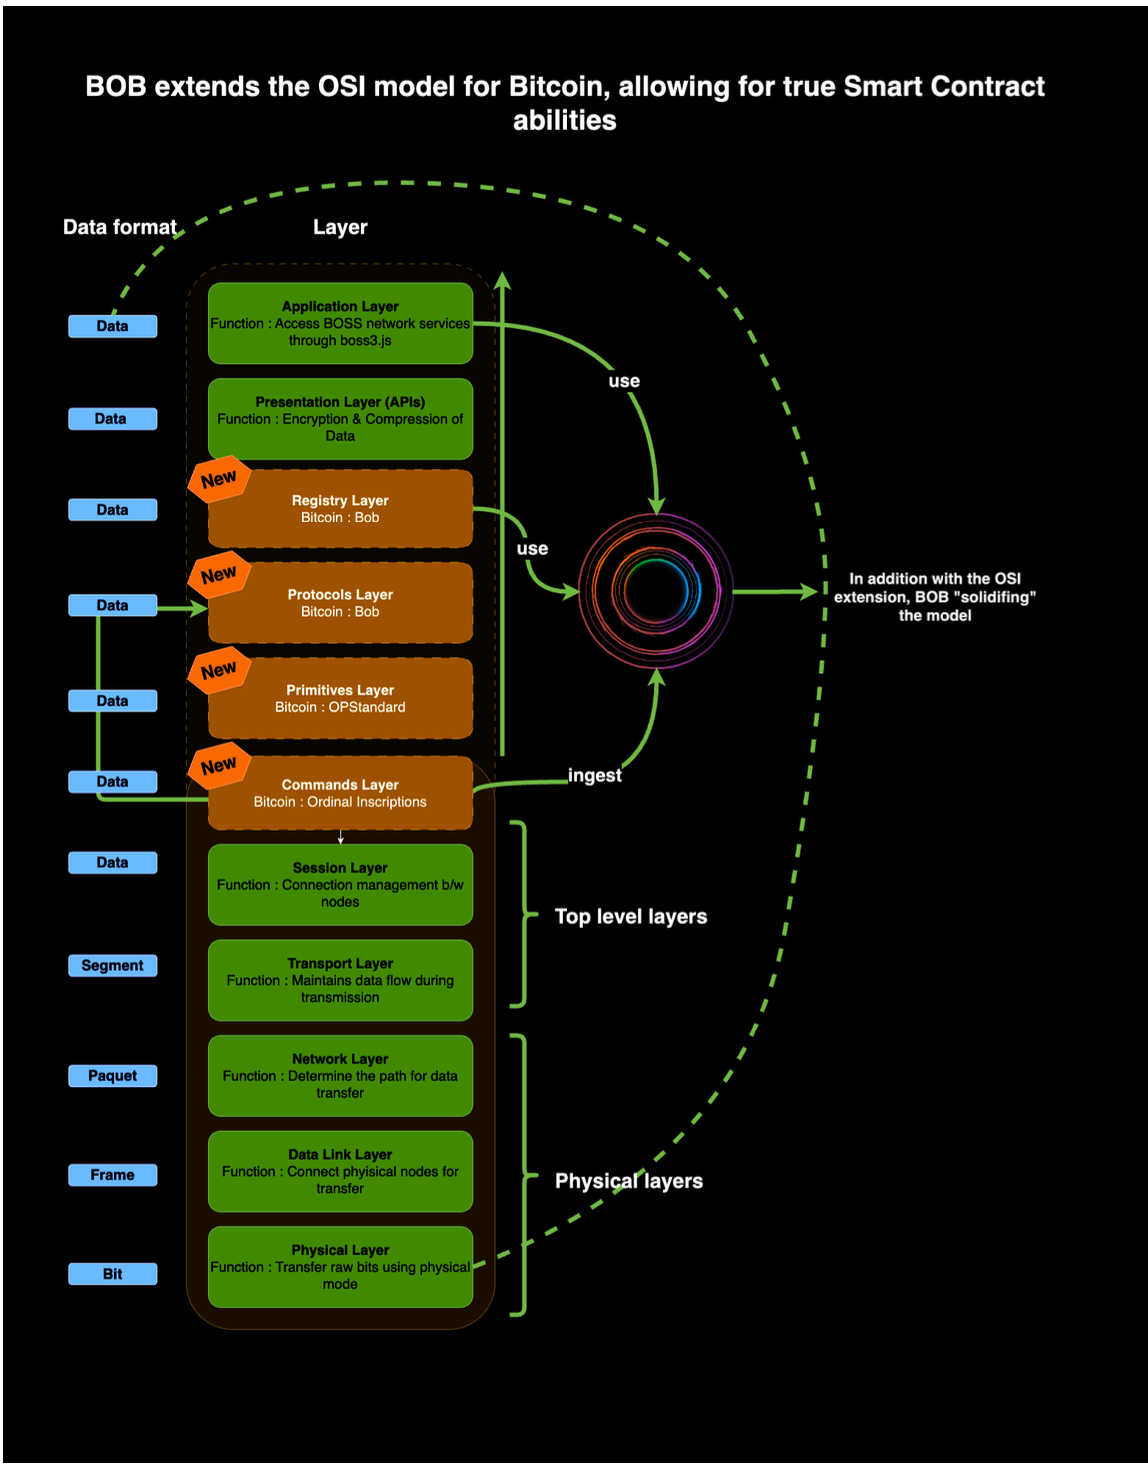 BOB extends the OSI model for Bitcoin, allowing for true Smart Contract
abilities
Data format
Layer
Data
Application Layer
Function : Access BOSS network services
through boss3.js
use
Data
Presentation Layer (APIs)
Function : Encryption & Compression of
Data
New
Data
Registry Layer
Bitcoin : Bob
use
New
Data
Protocols Layer
Bitcoin : Bob
In addition with the OSI
extension, BOB "solidifing"
the model
New
Data
Primitives Layer
Bitcoin : OPStandard
New
Data
Commands Layer
Bitcoin : Ordinal Inscriptions
ingest
Data
Session Layer
Function : Connection management b/w
nodes
Top level layers
Segment
Transport Layer
Function : Maintains data flow during
transmission
Paquet
Network Layer
Function : Determine the path for data
transfer
Frame
Data Link Layer
Function : Connect phyisical nodes for
transfer
Physical layers
Bit
Physical Layer
Function : Transfer raw bits using physical
mode